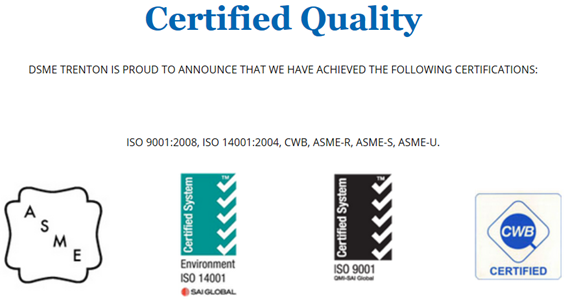 Certified Quality
DSME TRENTON IS PROUD TO ANNOUNCE THAT WE HAVE ACHIEVED THE FOLLOWING CERTIFICATIONS:
ISO 9001:2008, ISO 14001:2004, CWB, ASME-R, ASME-S, ASME-U.
ASME
Certified System
TM
Environment
ISO 14001
SAI GLOBAL
Certified System
TM
ISO 9001
QMI-SAI Global
CWB
CERTIFIED